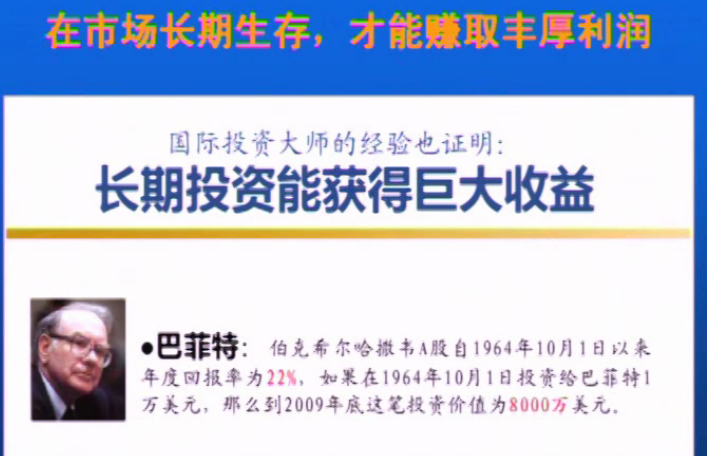 在市场长期生存，才能赚取丰厚利润
国际投资大师的经验也证明：
长期投资能获得巨大收益
●巴菲特： 伯克希尔哈撒韦A股自1964年10月1日以来
年度回报率为22%，如果在1964年10月1日投资给巴菲特1
万美元，那么到2009年底这笔投资价值为8000万美元。